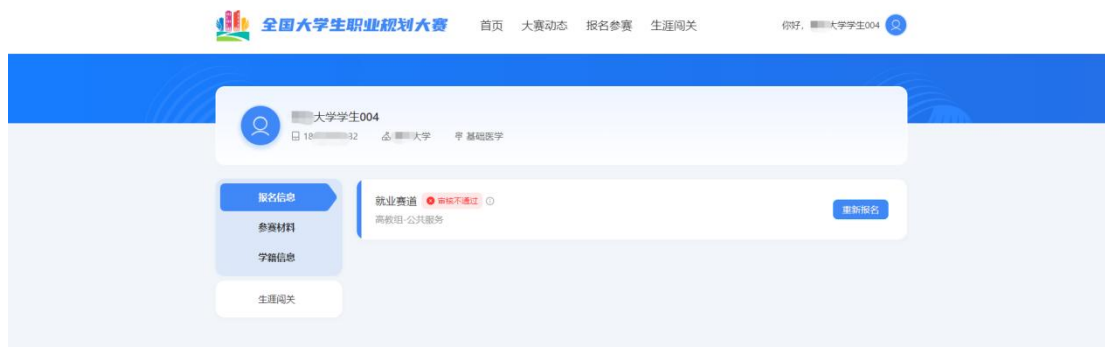 全国大学生职业规划大赛 首页 大赛动态 报名参赛 生涯闯关 你好, 大学学生004
大学学生004
18 32 大学 基础医学
报名信息
就业赛道 审核不通过
重新报名
高教组-公共服务
参赛材料
学籍信息
生涯闯关